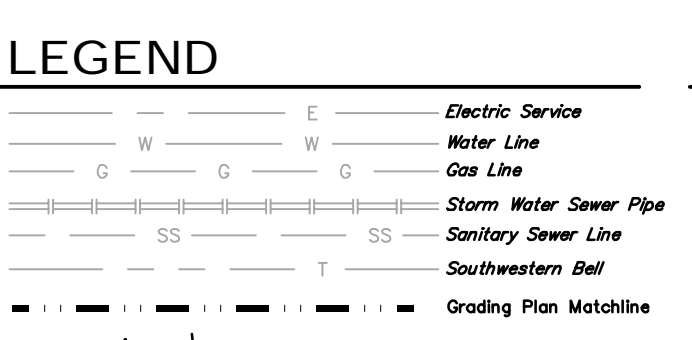 LEGEND
E Electric Service
W W Water Line
G G G Gas Line
Storm Water Sewer Pipe
SS SS Sanitary Sewer Line
T Southwestern Bell
Grading Plan Matchline